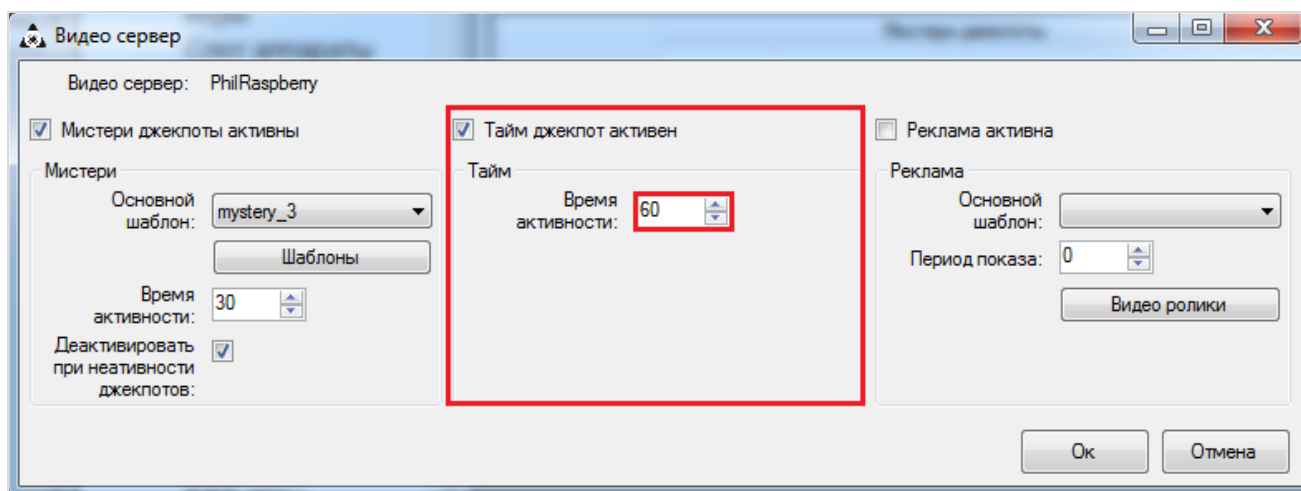 Видео сервер
Видео сервер: PhilRaspberry
Мистери джекпоты активны
Мистери
Основной
шаблон:
mystery_3
Шаблоны
Время
активности:
30
Деактивировать
при неативности
джекпотов:
Тайм джекпот активен
Тайм
Время
активности:
60
Реклама активна
Реклама
Основной
шаблон:
Период показа: 0
Видео ролики
Ок Отмена